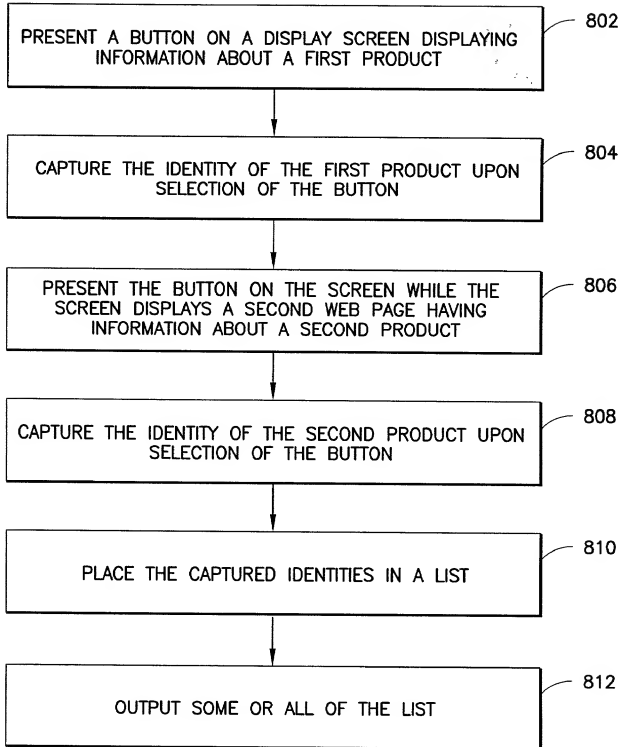 802
PRESENT A BUTTON ON A DISPLAY SCREEN DISPLAYING
INFORMATION ABOUT A FIRST PRODUCT
804
CAPTURE THE IDENTITY OF THE FIRST PRODUCT UPON
SELECTION OF THE BUTTON
806
PRESENT THE BUTTON ON THE SCREEN WHILE THE
SCREEN DISPLAYS A SECOND WEB PAGE HAVING
INFORMATION ABOUT A SECOND PRODUCT
808
CAPTURE THE IDENTITY OF THE SECOND PRODUCT UPON
SELECTION OF THE BUTTON
810
PLACE THE CAPTURED IDENTITIES IN A LIST
812
OUTPUT SOME OR ALL OF THE LIST